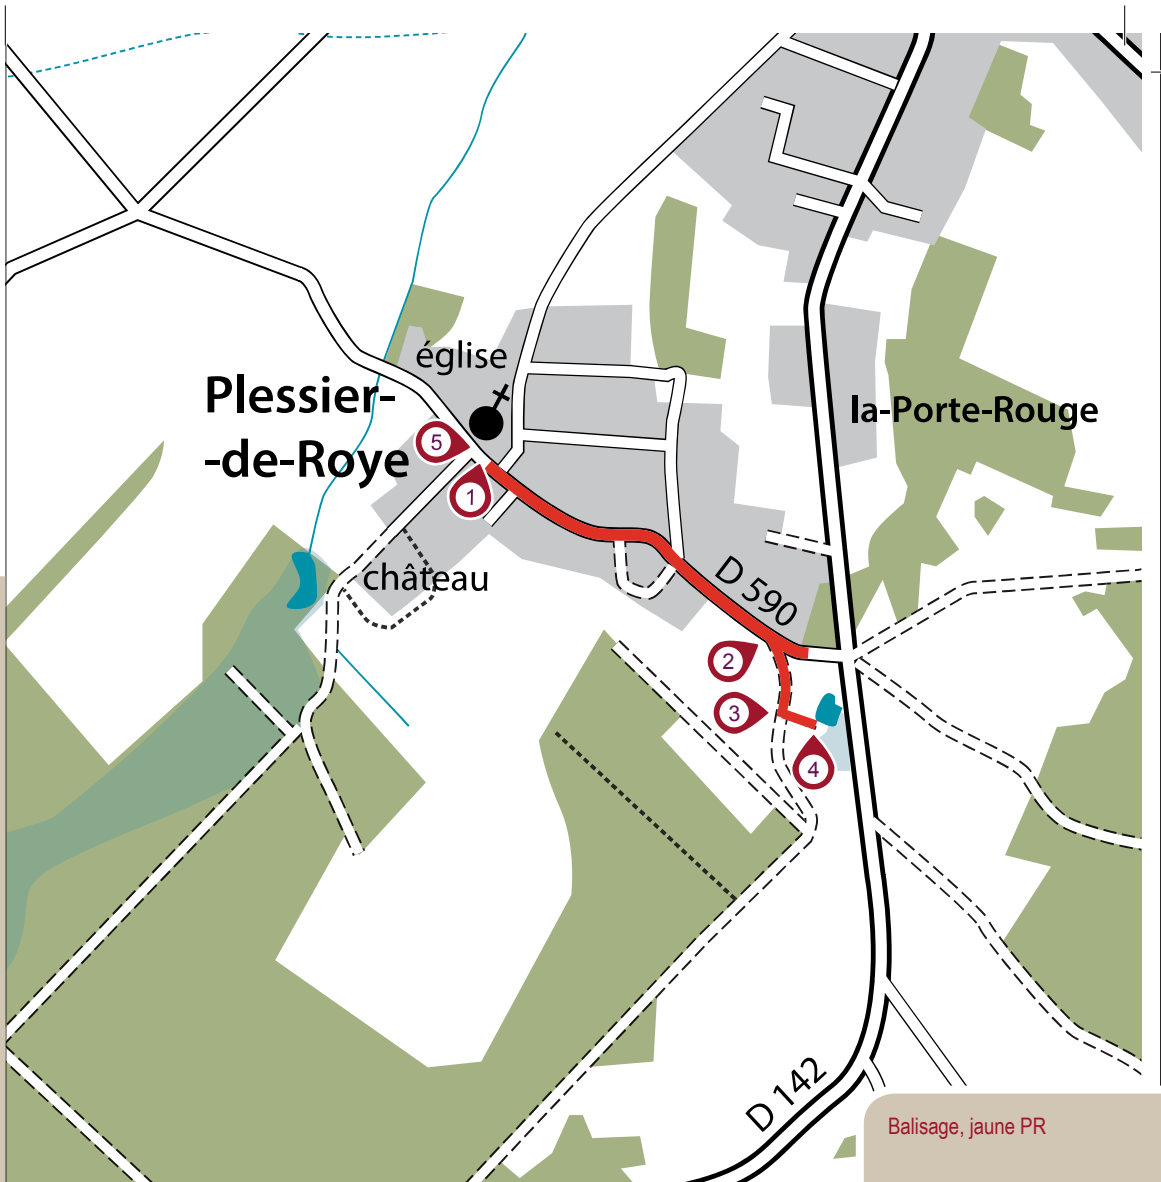 église
Plessier-
-de-Roye
la-Porte-Rouge
5
1
château
D 590
2
3
4
D 142
Balisage, jaune PR